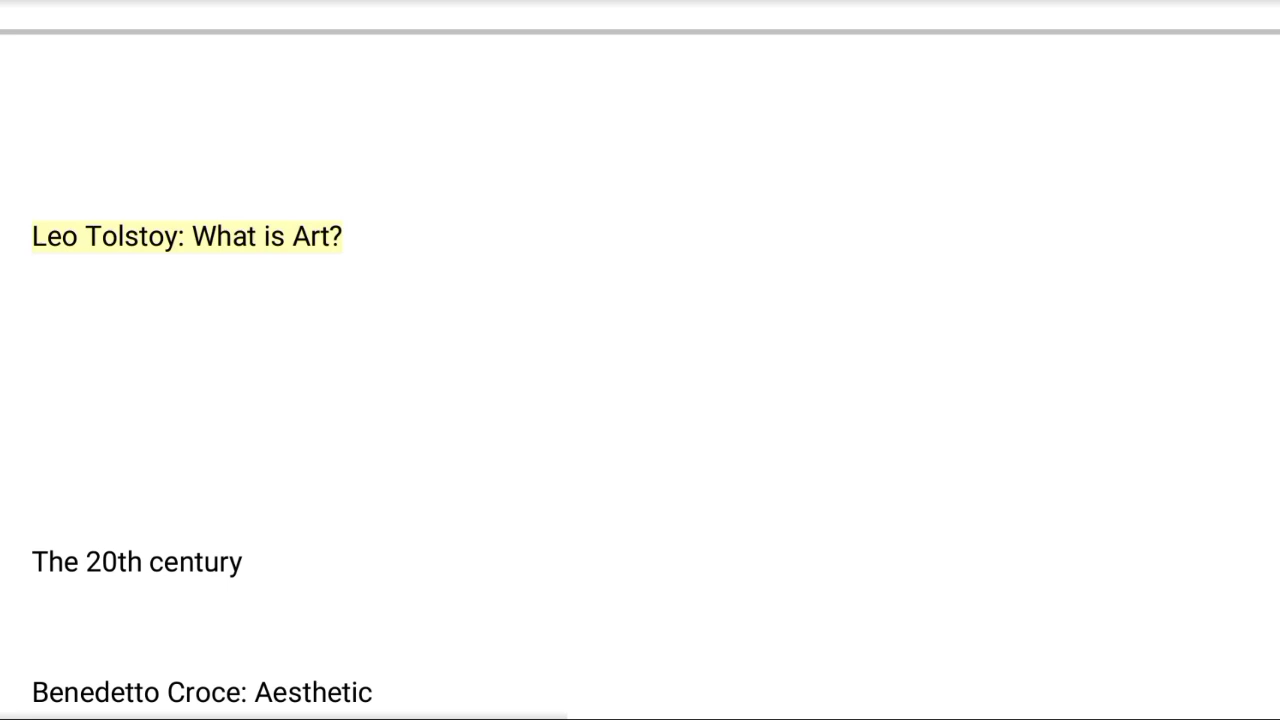 Leo Tolstoy: What is Art?
The 20th century
Benedetto Croce: Aesthetic